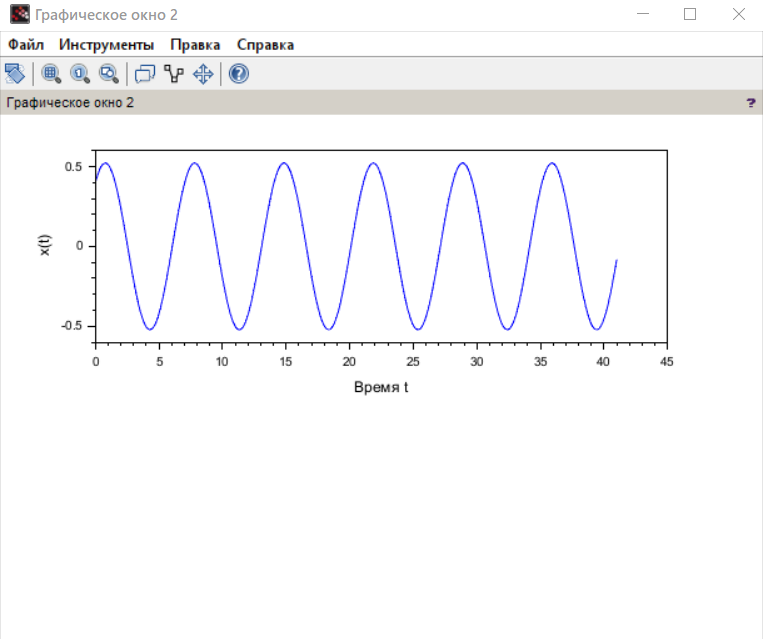 Графическое окно 2
Файл Инструменты Правка Справка
Графическое окно 2 ?
0.5
0
-0.5
x(t)
0 5 10 15 20 25 30 35 40 45
Время t